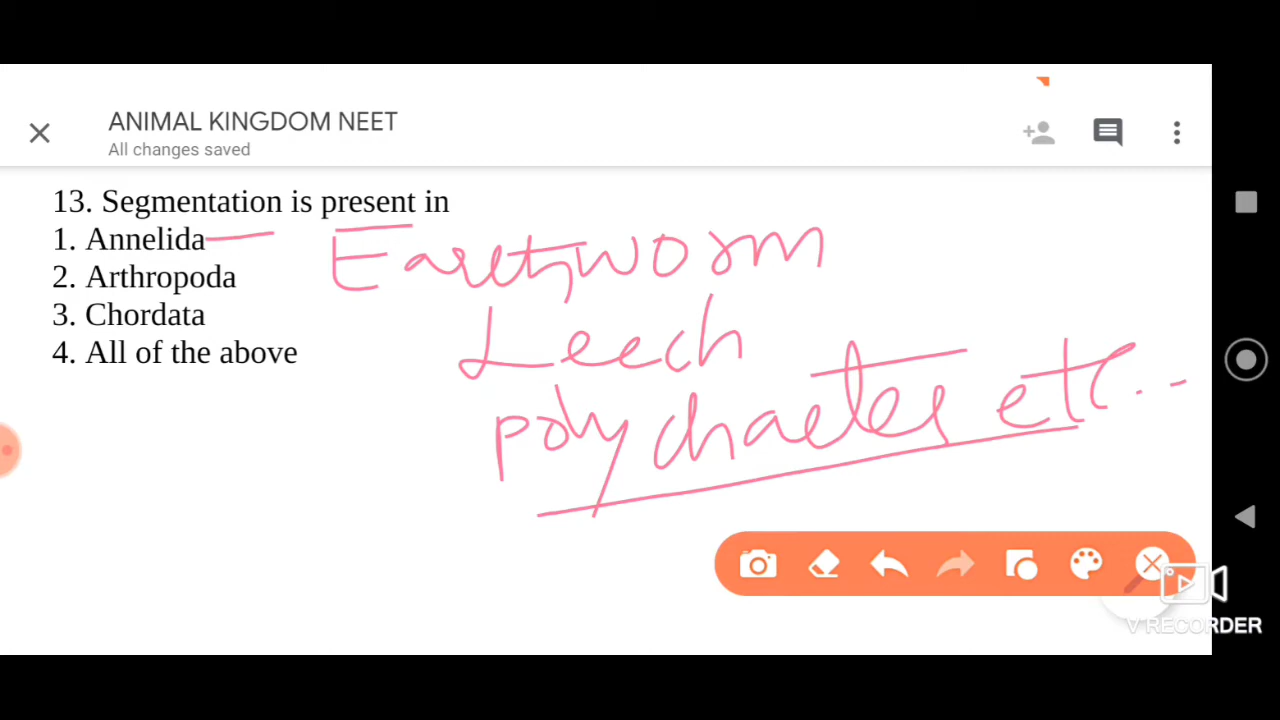 ANIMAL KINGDOM NEET
All changes saved
13. Segmentation is present in
1. Annelida
2. Arthropoda
3. Chordata
4. All of the above
Earethworm
Leech
polychaetes etc...
V RECORDER